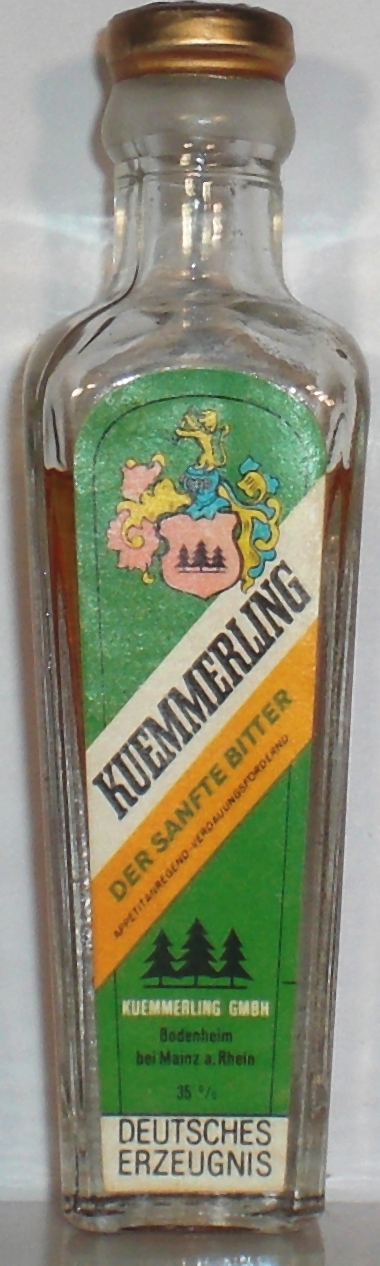 KUEMMERLING
DER SANFTE BITTER
APPETITANREGEND-VERDAUUNGSFÖRDERND
KUEMMERLING GMBH
Bodenheim
bei Mainz a. Rhein
35 %
DEUTSCHES
ERZEUGNIS